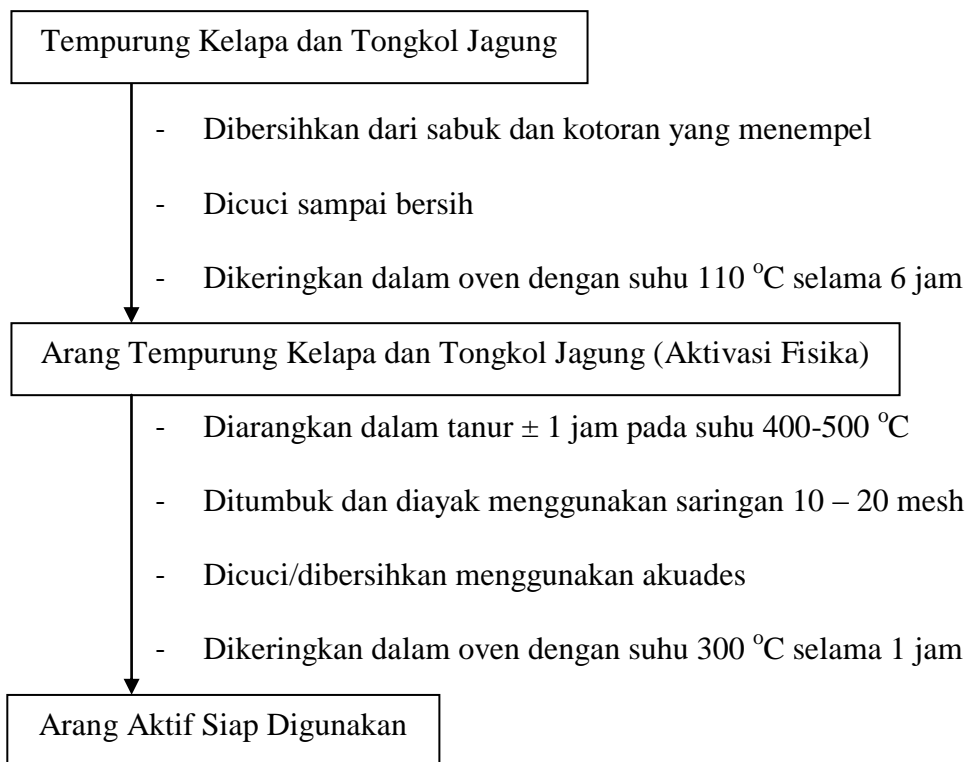 Tempurung Kelapa dan Tongkol Jagung
- Dibersihkan dari sabuk dan kotoran yang menempel
- Dicuci sampai bersih
- Dikeringkan dalam oven dengan suhu 110 °C selama 6 jam
Arang Tempurung Kelapa dan Tongkol Jagung (Aktivasi Fisika)
- Diarangkan dalam tanur ± 1 jam pada suhu 400-500 °C
- Ditumbuk dan diayak menggunakan saringan 10 – 20 mesh
- Dicuci/dibersihkan menggunakan akuades
- Dikeringkan dalam oven dengan suhu 300 °C selama 1 jam
Arang Aktif Siap Digunakan